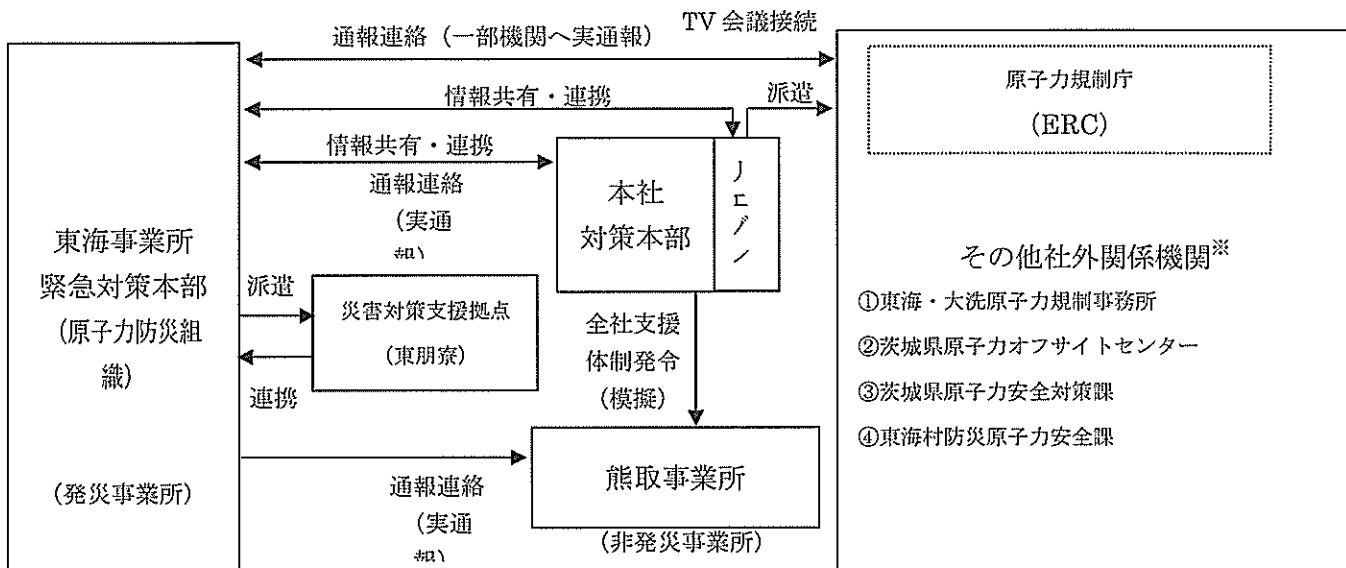 TV 会議接続
通報連絡（一部機関へ実通報）
原子力規制庁
(ERC)
情報共有・連携
派遣
情報共有・連携
通報連絡
(実通
報)
本社
対策本部
リエゾン
東海事業所
緊急対策本部
(原子力防災組
織)
(発災事業所)
派遣
連携
災害対策支援拠点
(東朋寮)
全社支援
体制発令
(模擬)
その他社外関係機関※
①東海・大洗原子力規制事務所
②茨城県原子力オフサイトセンター
③茨城県原子力安全対策課
④東海村防災原子力安全課
熊取事業所
(非発災事業所)
通報連絡
(実通
報)